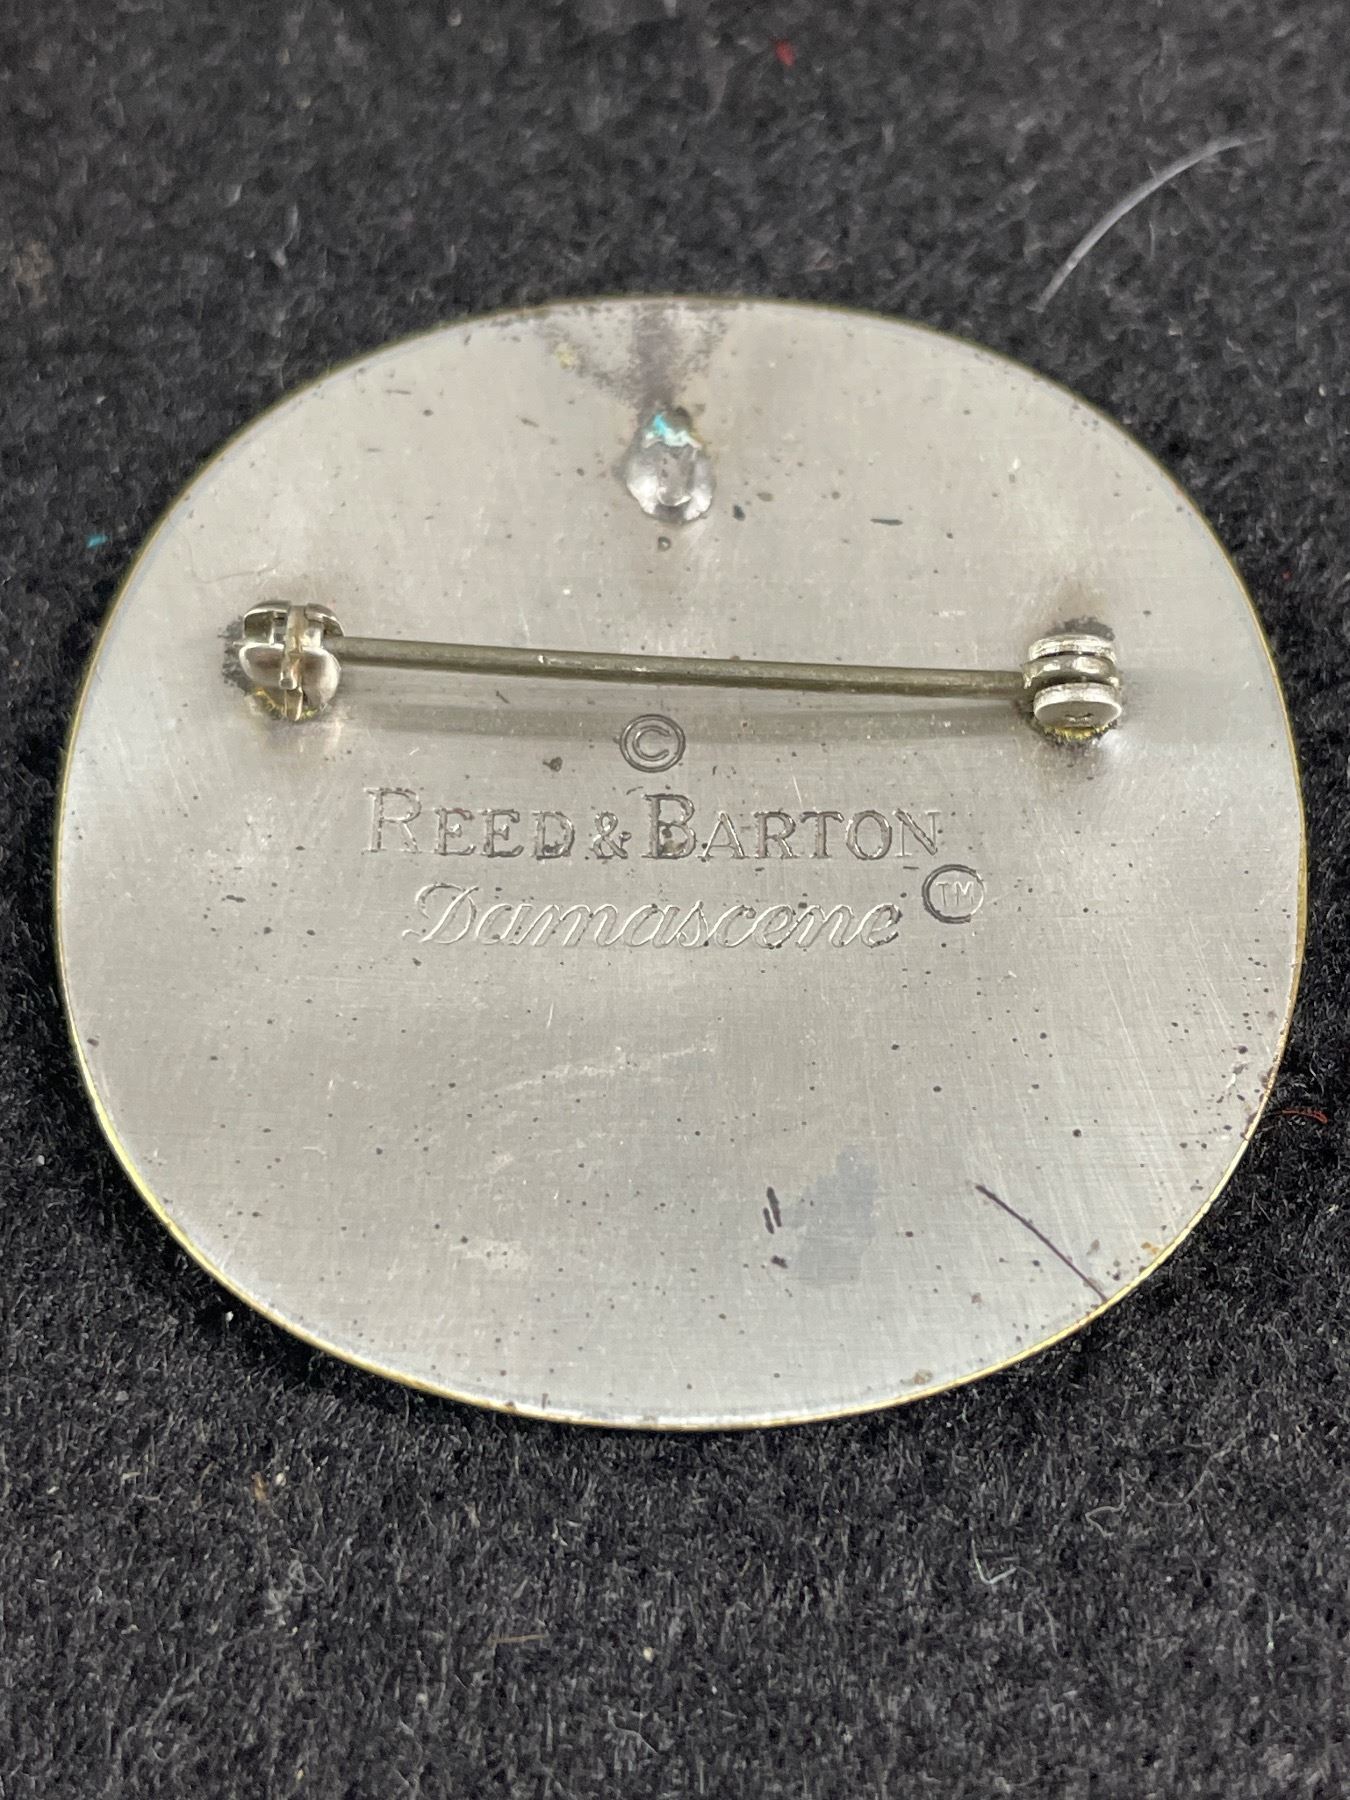 ©
REED & BARTON
Damascene ™